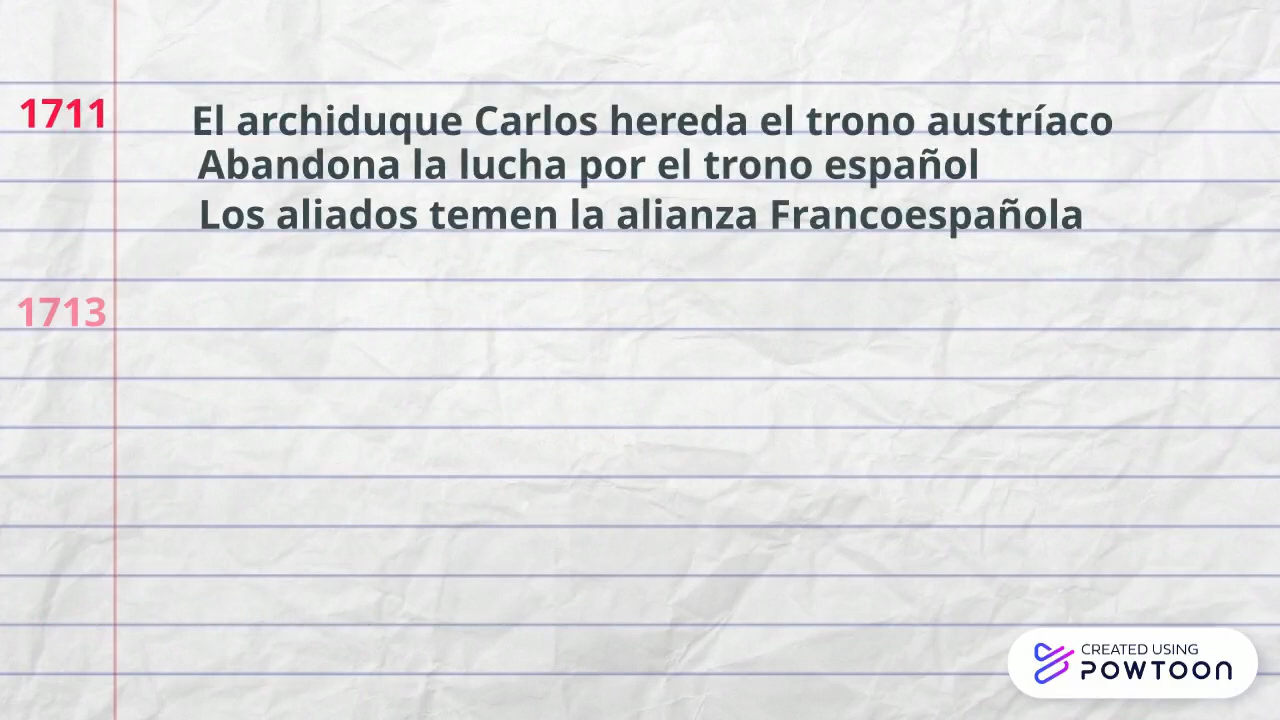 1711
El archiduque Carlos hereda el trono austríaco
Abandona la lucha por el trono español
Los aliados temen la alianza Francoespañola
1713
CREATED USING
POWTOON